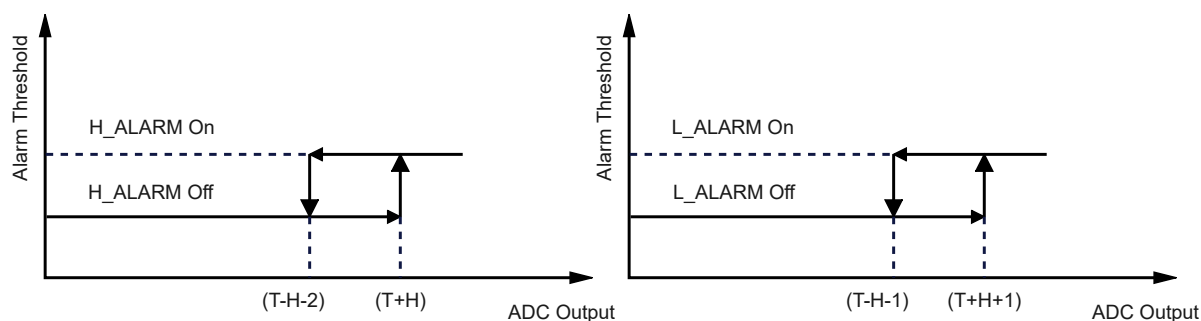 Alarm Threshold
H_ALARM On
H_ALARM Off
(T-H-2)
(T+H)
ADC Output
Alarm Threshold
L_ALARM On
L_ALARM Off
(T-H-1)
(T+H+1)
ADC Output